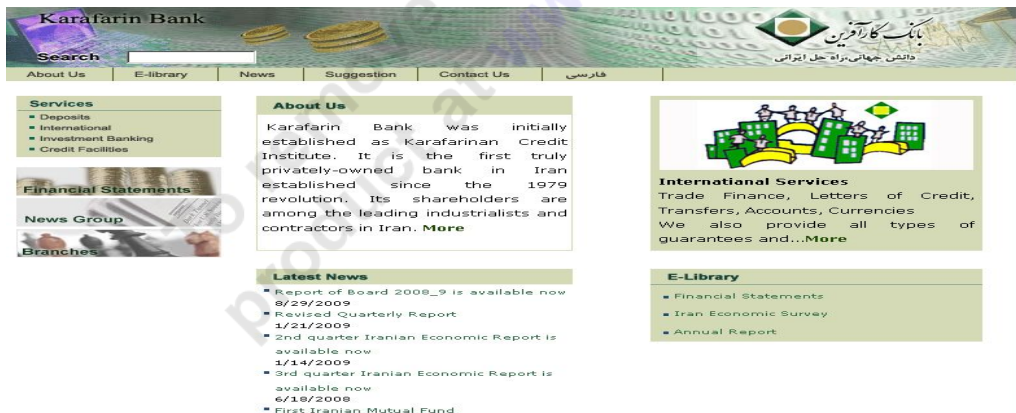 Karafarin Bank
بانک کارآفرین
دانش جهانی،راه حل ایرانی
Search
About Us E-library News Suggestion Contact Us فارسی
Services
Deposits
International
Investment Banking
Credit Facilities
Financial Statements
News Group
Branches
About Us
Karafarin Bank was initially
established as Karafarinan Credit
Institute. It is the first truly
privately-owned bank in Iran
established since the 1979
revolution. Its shareholders are
among the leading industrialists and
contractors in Iran. More
Latest News
Report of Board 2008_9 is available now
8/29/2009
Revised Quarterly Report
1/21/2009
2nd quarter Iranian Economic Report is
available now
1/14/2009
3rd quarter Iranian Economic Report is
available now
6/18/2008
First Iranian Mutual Fund
Internatianal Services
Trade Finance, Letters of Credit,
Transfers, Accounts, Currencies
We also provide all types of
guarantees and...More
E-Library
Financial Statements
Iran Economic Survey
Annual Report